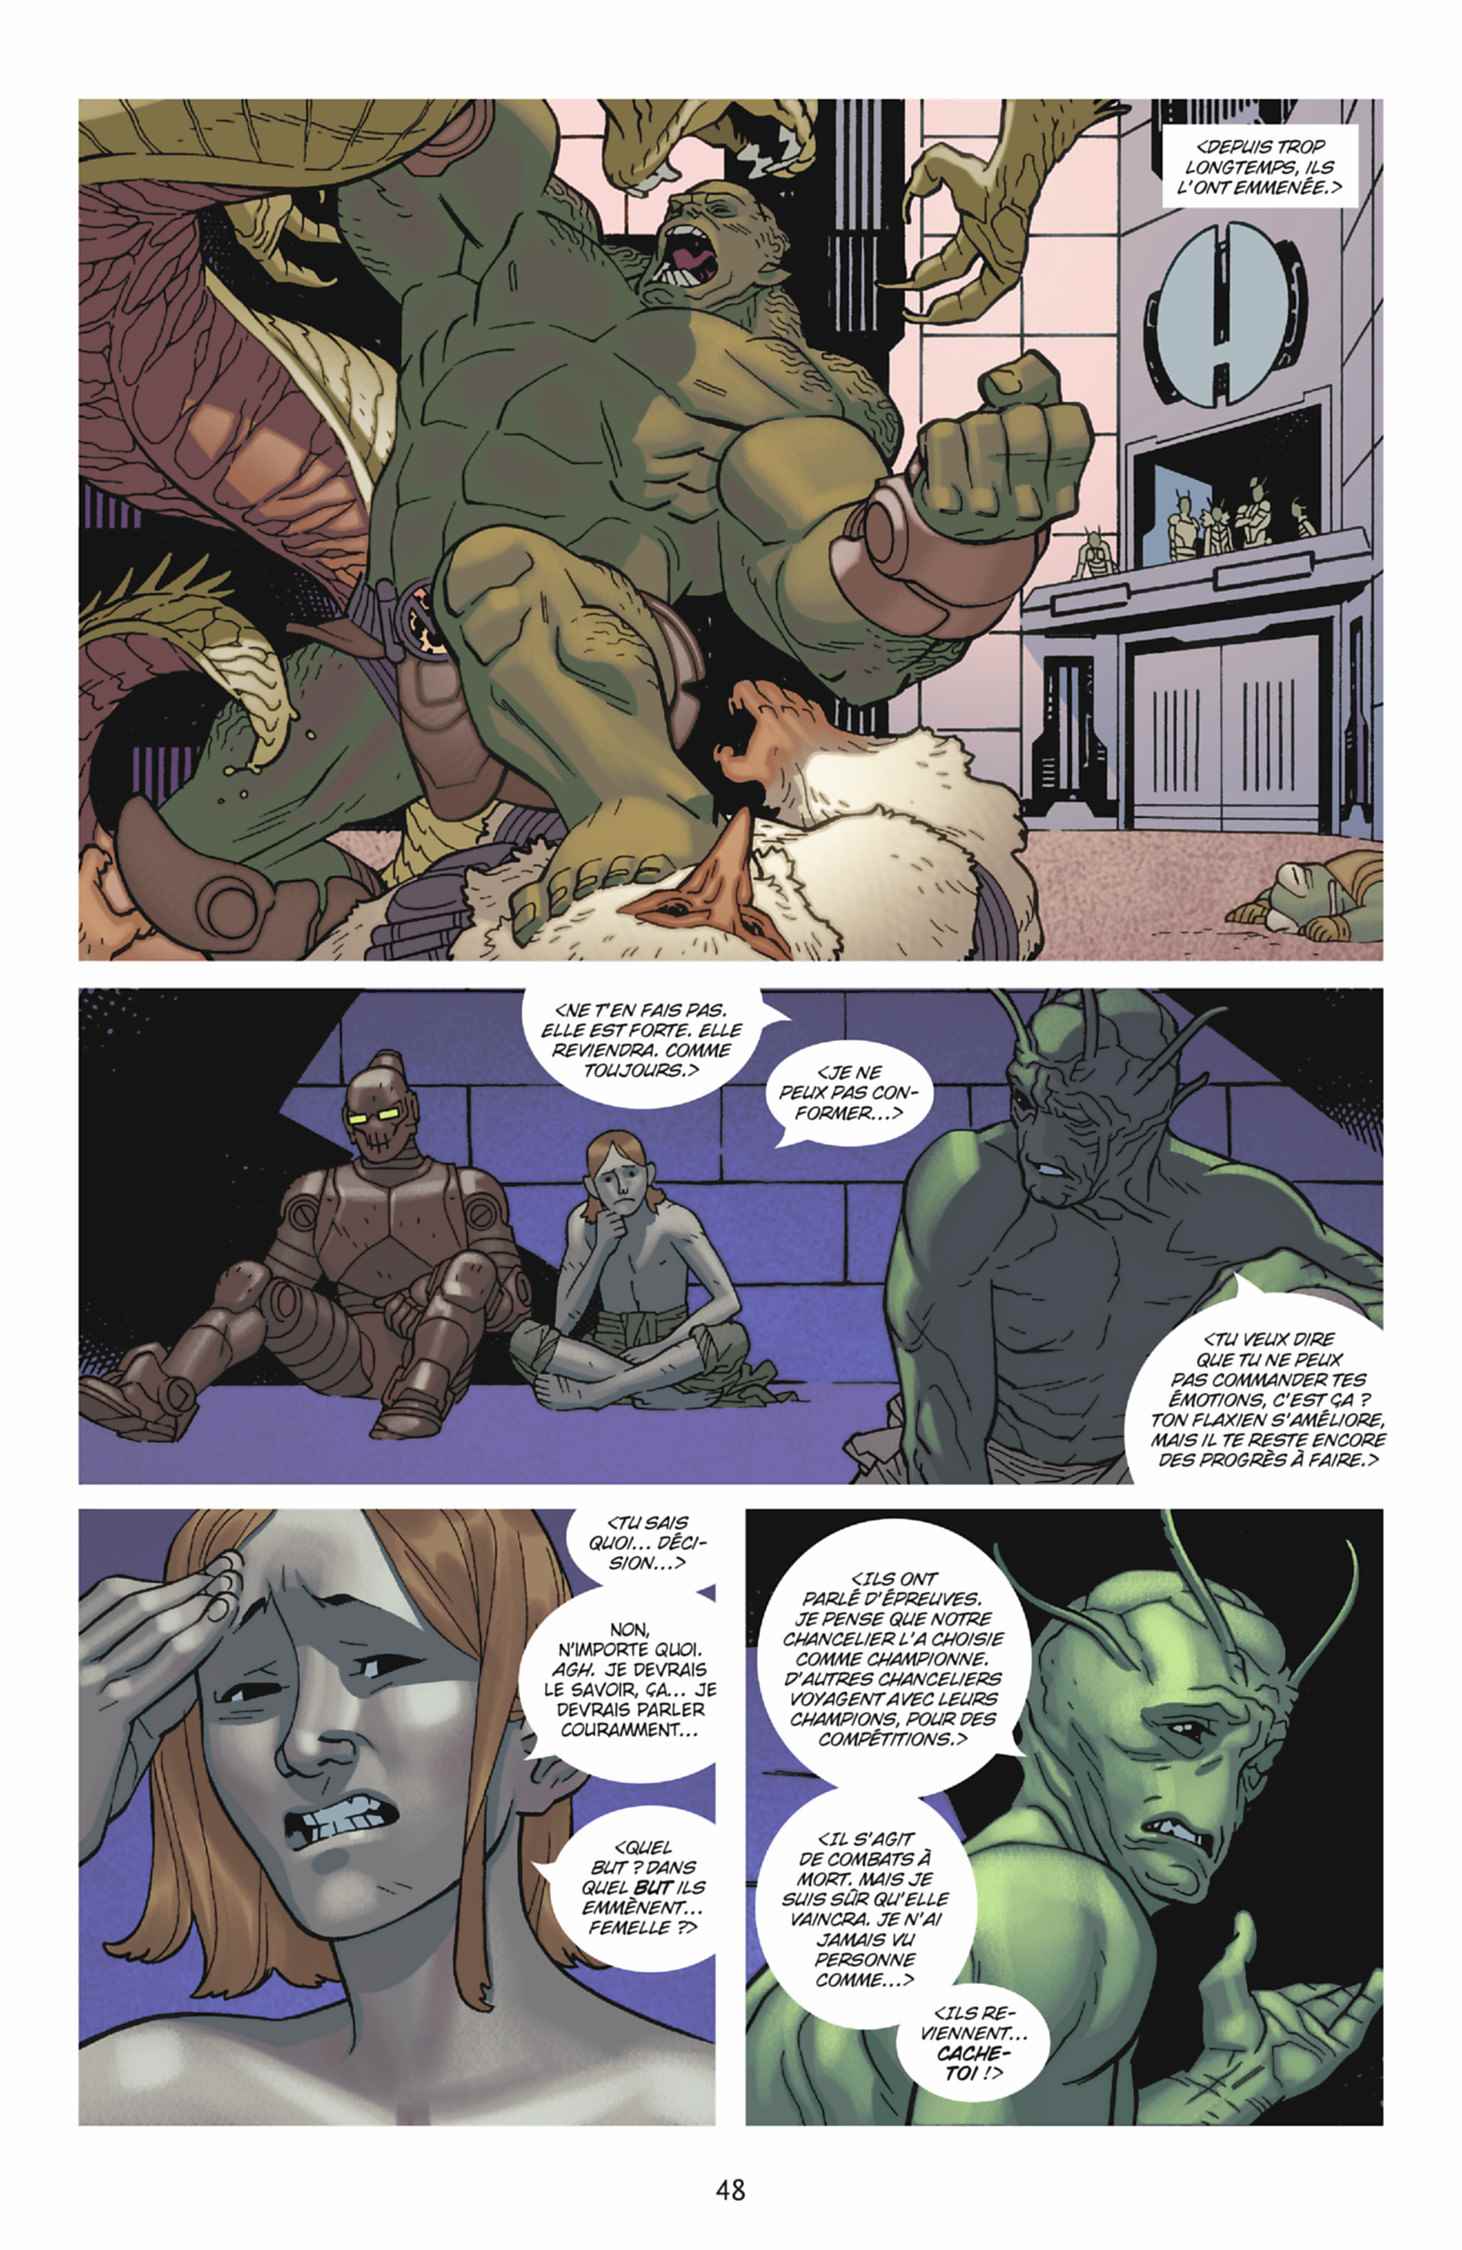 <DEPUIS TROP
LONGTEMPS, ILS
L'ONT EMMENÉE.>
<NE T'EN FAIS PAS.
ELLE EST FORTE. ELLE
REVIENDRA. COMME
TOUJOURS.>
<JE NE
PEUX PAS CON-
FORMER...>
<TU VEUX DIRE
QUE TU NE PEUX
PAS COMMANDER TES
ÉMOTIONS, C'EST ÇA ?
TON FLAXIEN S'AMÉLIORE,
MAIS IL TE RESTE ENCORE
DES PROGRÈS À FAIRE.>
<TU SAIS
QUOI... DÉCI-
SION...>
NON,
N'IMPORTE QUOI.
AGH. JE DEVRAIS
LE SAVOIR, ÇA... JE
DEVRAIS PARLER
COURAMMENT...
<QUEL
BUT ? DANS
QUEL BUT ILS
EMMÈNENT...
FEMELLE ?>
<ILS ONT
PARLÉ D'ÉPREUVES.
JE PENSE QUE NOTRE
CHANCELIER L'A CHOISIE
COMME CHAMPIONNE.
D'AUTRES CHANCELIERS
VOYAGENT AVEC LEURS
CHAMPIONS, POUR DES
COMPÉTITIONS.>
<IL S'AGIT
DE COMBATS À
MORT. MAIS JE
SUIS SÛR QU'ELLE
VAINCRA. JE N'AI
JAMAIS VU
PERSONNE
COMME...>
<ILS RE-
VIENNENT...
CACHE-
TOI !>
48